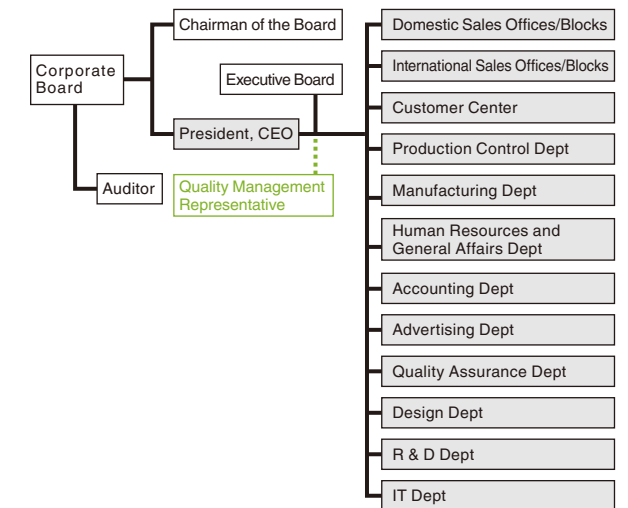 Chairman of the Board
Corporate
Board
Executive Board
President, CEO
Auditor
Quality Management
Representative
Domestic Sales Offices/Blocks
International Sales Offices/Blocks
Customer Center
Production Control Dept
Manufacturing Dept
Human Resources and
General Affairs Dept
Accounting Dept
Advertising Dept
Quality Assurance Dept
Design Dept
R & D Dept
IT Dept